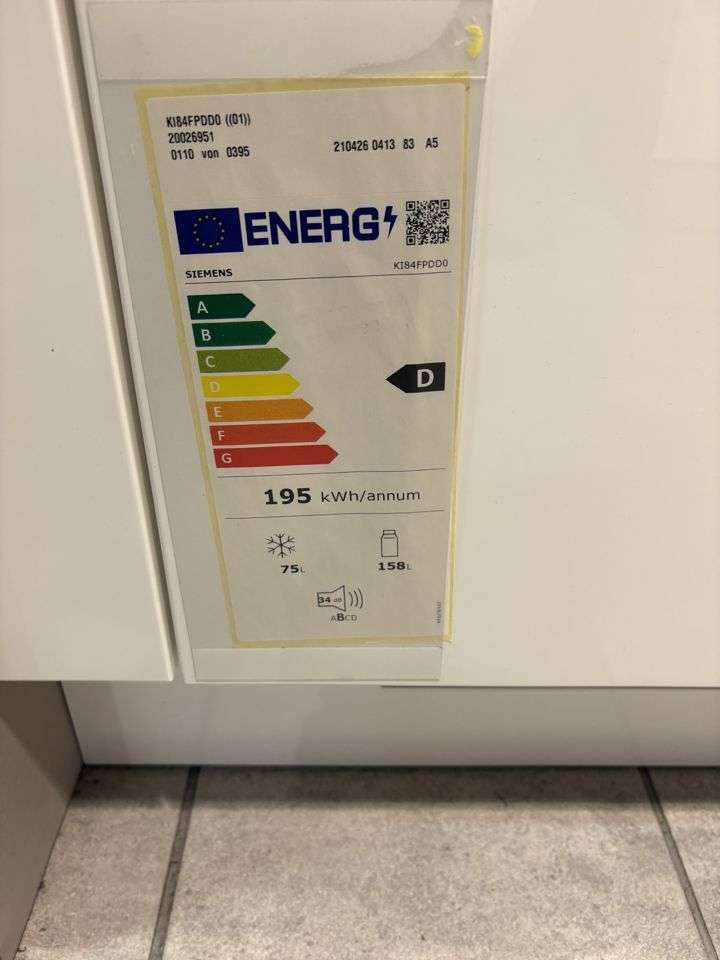 KI84FPDD0 ((01))
20026951
0110 von 0395 210426 0413 83 A5
ENERG
SIEMENS KI84FPDD0
A
B
C
D D
E
F
G
195 kWh/annum
75L 158L
34 dB
ABCD